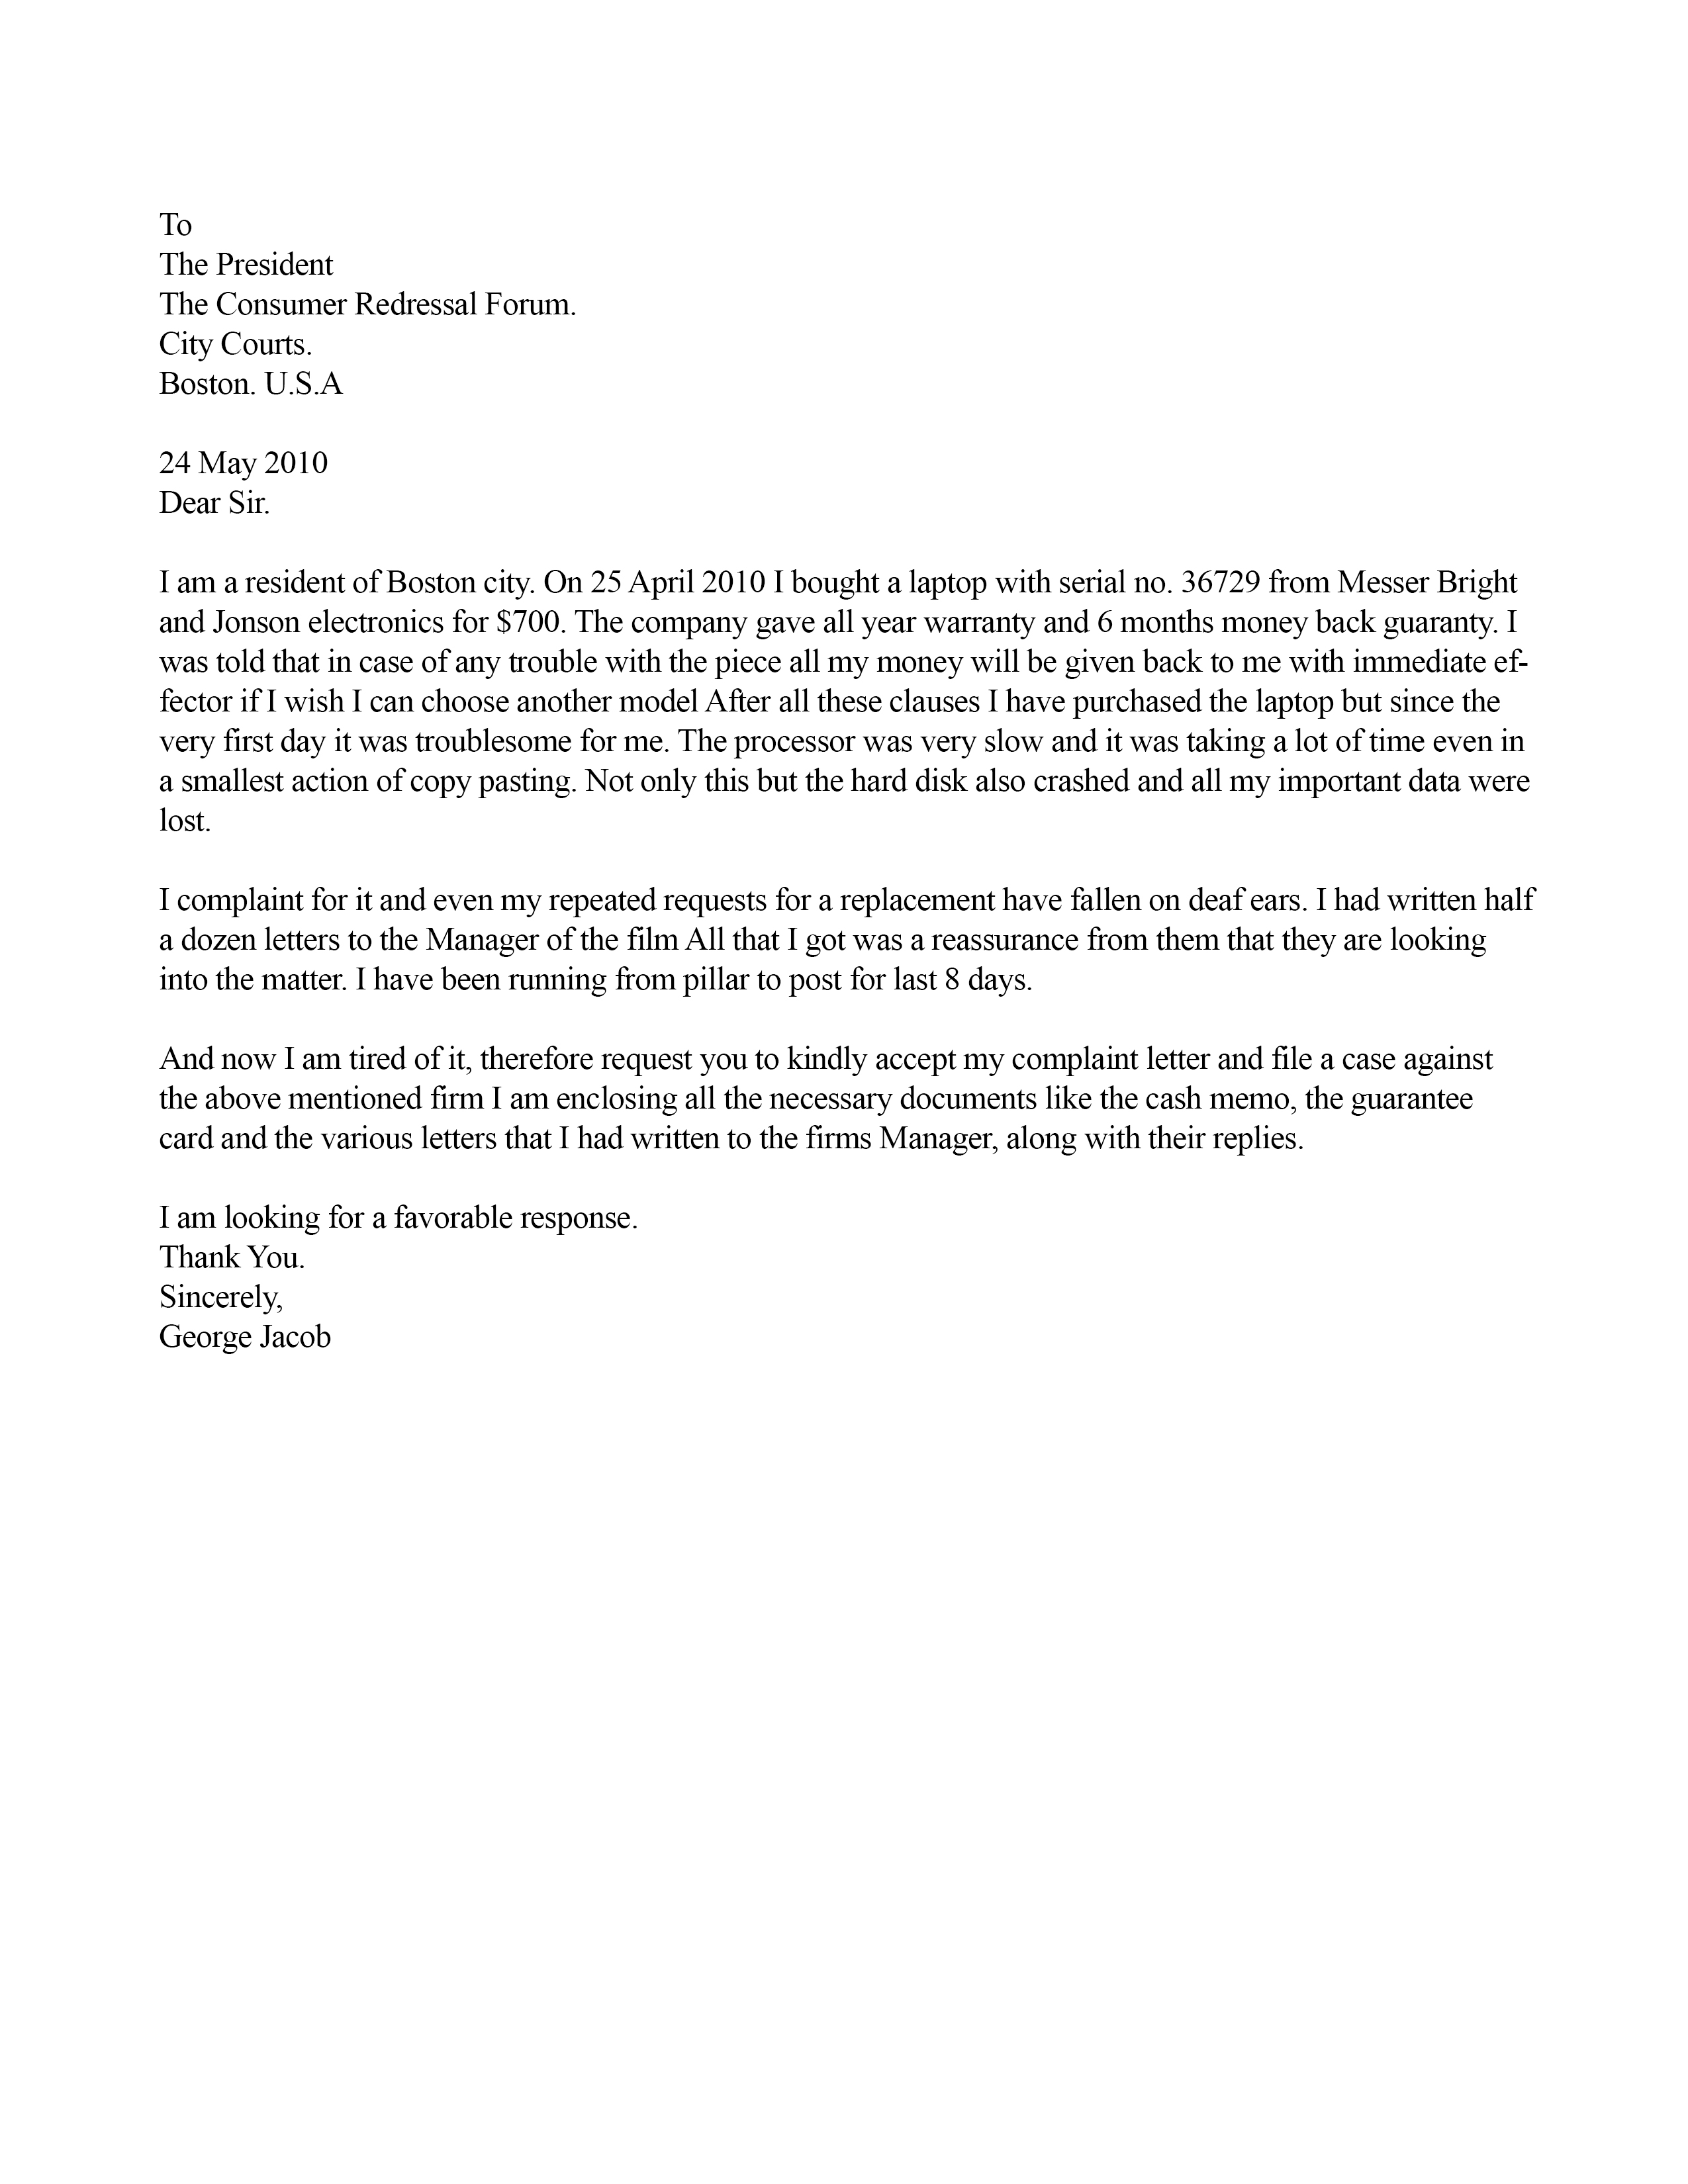 To
The President
The Consumer Redressal Forum.
City Courts.
Boston. U.S.A
24 May 2010
Dear Sir.
I am a resident of Boston city. On 25 April 2010 I bought a laptop with serial no. 36729 from Messer Bright
and Jonson electronics for $700. The company gave all year warranty and 6 months money back guaranty. I
was told that in case of any trouble with the piece all my money will be given back to me with immediate ef-
fector if I wish I can choose another model After all these clauses I have purchased the laptop but since the
very first day it was troublesome for me. The processor was very slow and it was taking a lot of time even in
a smallest action of copy pasting. Not only this but the hard disk also crashed and all my important data were
lost.
I complaint for it and even my repeated requests for a replacement have fallen on deaf ears. I had written half
a dozen letters to the Manager of the film All that I got was a reassurance from them that they are looking
into the matter. I have been running from pillar to post for last 8 days.
And now I am tired of it, therefore request you to kindly accept my complaint letter and file a case against
the above mentioned firm I am enclosing all the necessary documents like the cash memo, the guarantee
card and the various letters that I had written to the firms Manager, along with their replies.
I am looking for a favorable response.
Thank You.
Sincerely,
George Jacob